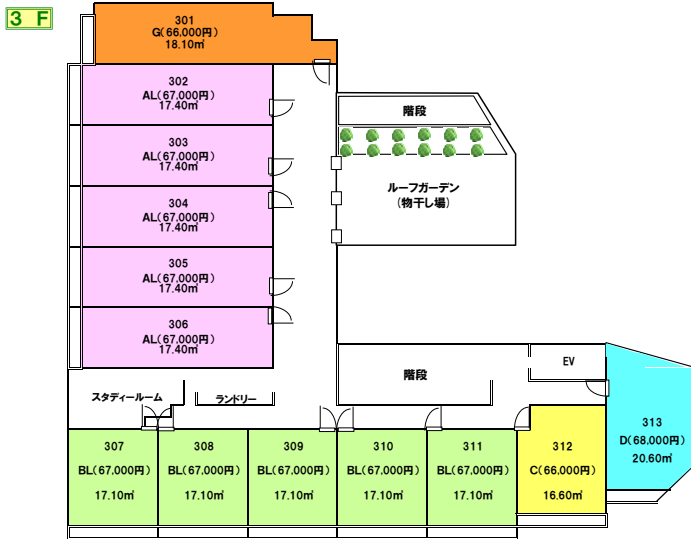 3 F
301
G(66,000円)
18.10㎡
302
AL(67,000円)
17.40㎡
階段
303
AL(67,000円)
17.40㎡
ルーフガーデン
(物干し場)
304
AL(67,000円)
17.40㎡
305
AL(67,000円)
17.40㎡
306
AL(67,000円)
17.40㎡
階段
EV
スタディールーム
ランドリー
307
BL(67,000円)
17.10㎡
308
BL(67,000円)
17.10㎡
309
BL(67,000円)
17.10㎡
310
BL(67,000円)
17.10㎡
311
BL(67,000円)
17.10㎡
312
C(66,000円)
16.60㎡
313
D(68,000円)
20.60㎡